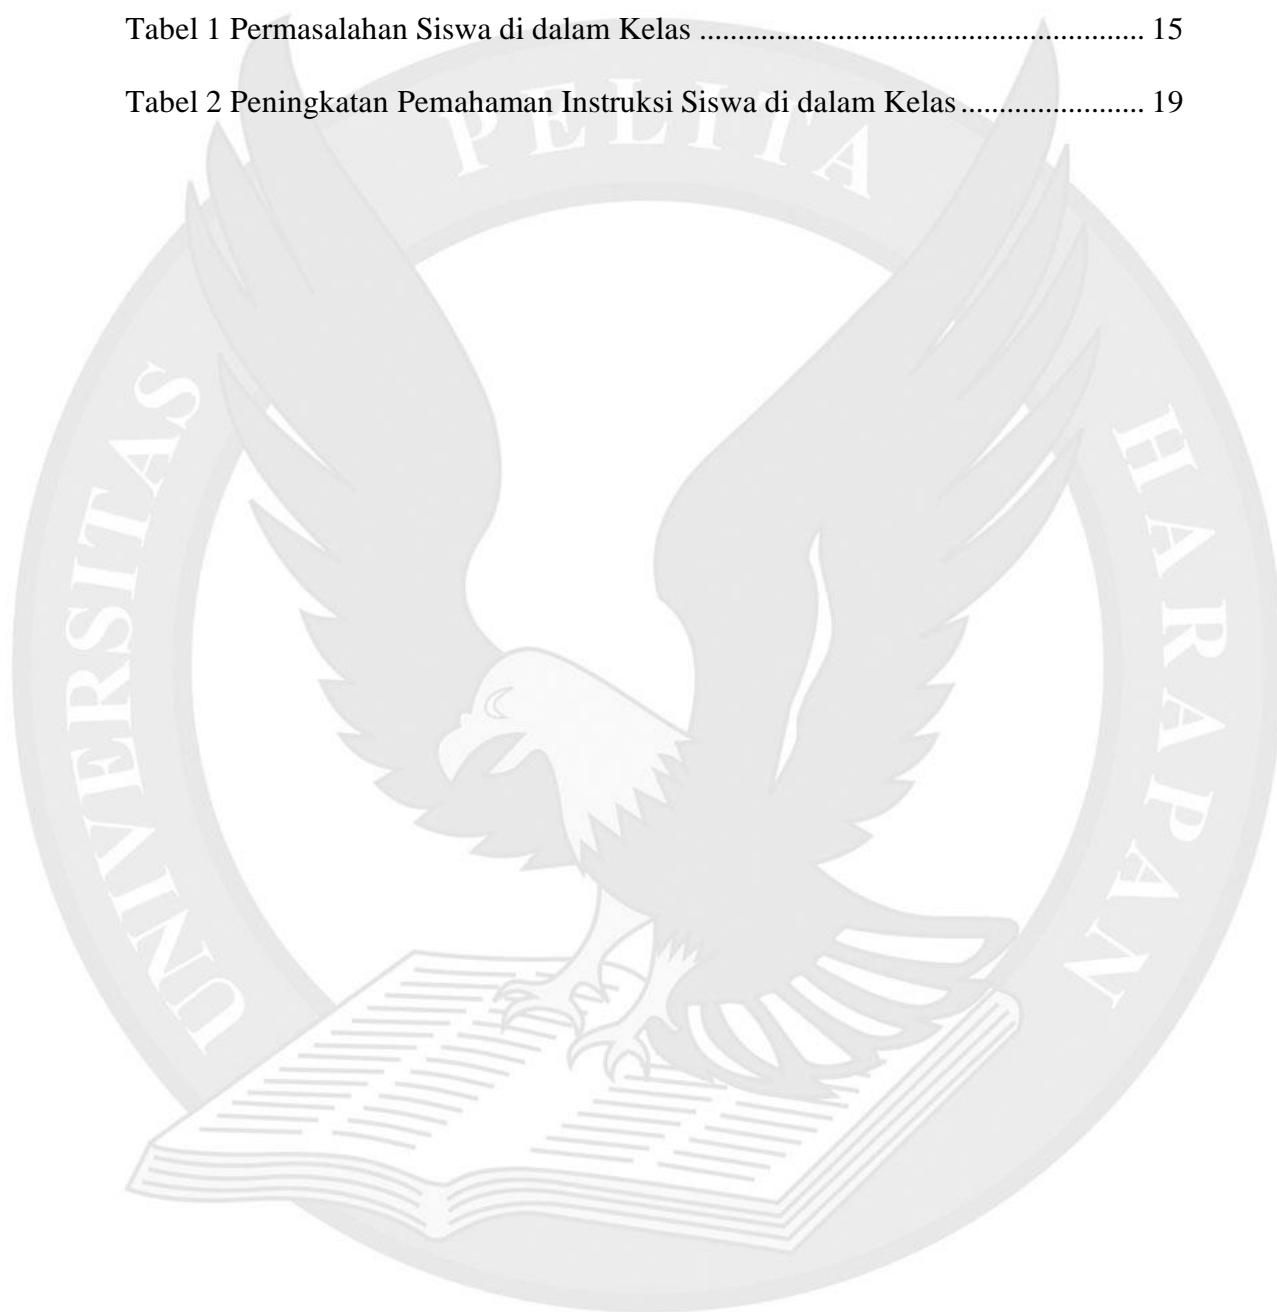 Tabel 1 Permasalahan Siswa di dalam Kelas ................................................ 15
Tabel 2 Peningkatan Pemahaman Instruksi Siswa di dalam Kelas ...................... 19
UNIVERSITAS PELITA HARAPAN